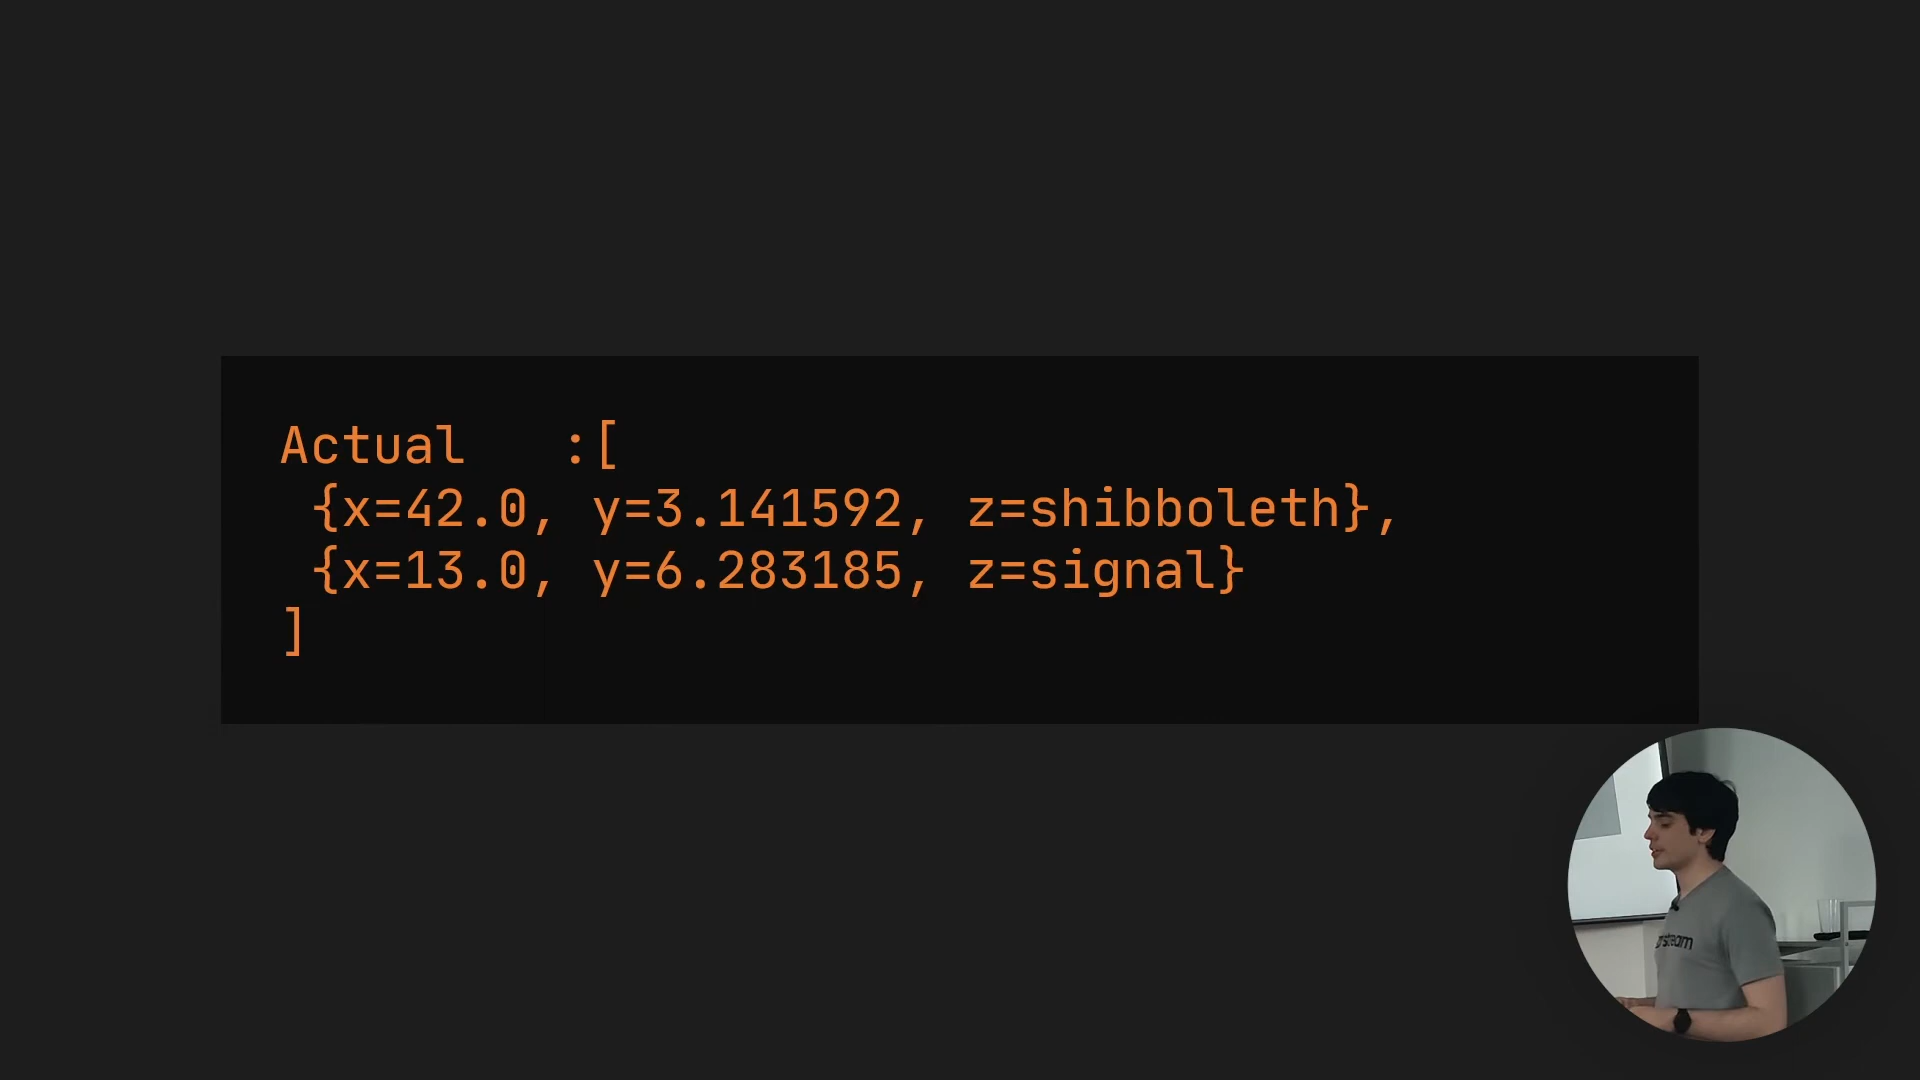 Actual   :[
 {x=42.0, y=3.141592, z=shibboleth},
 {x=13.0, y=6.283185, z=signal}
]